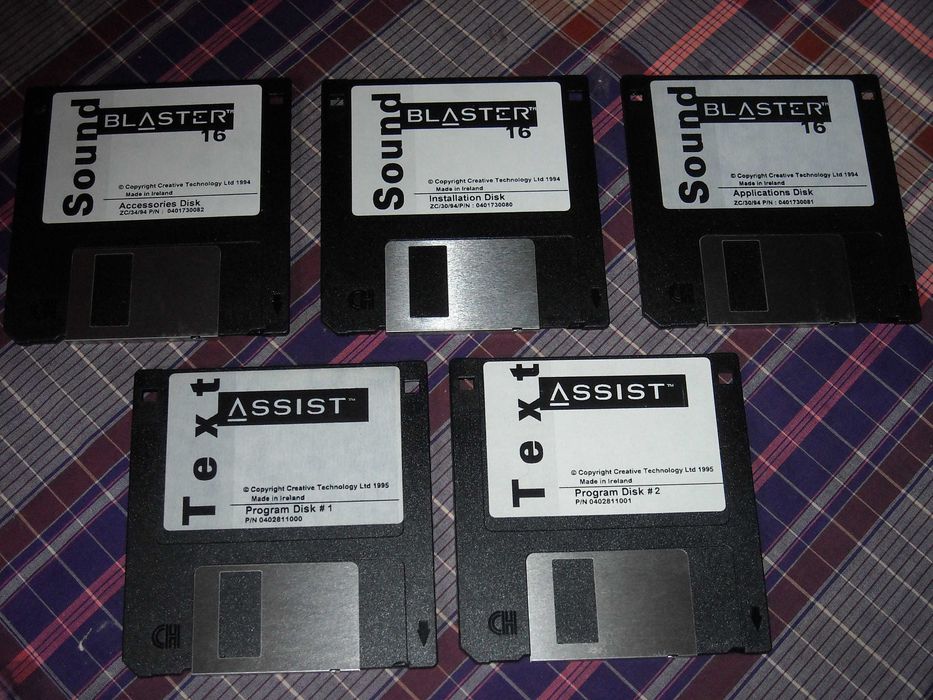 Sound
BLASTER™
16
© Copyright Creative Technology Ltd 1994
Made in Ireland
Accessories Disk
ZC/34/94 P/N : 0401730082
Sound
BLASTER™
16
© Copyright Creative Technology Ltd 1994
Made in Ireland
Installation Disk
ZC/30/94/P/N : 0401730080
Sound
BLASTER™
16
© Copyright Creative Technology Ltd 1994
Made in Ireland
Applications Disk
ZC/30/94 P/N : 0401730081
Text
ASSIST™
© Copyright Creative Technology Ltd 1995
Made in Ireland
Program Disk # 1
P/N 0402811000
Text
ASSIST™
© Copyright Creative Technology Ltd 1995
Made in Ireland
Program Disk # 2
P/N 0402811001